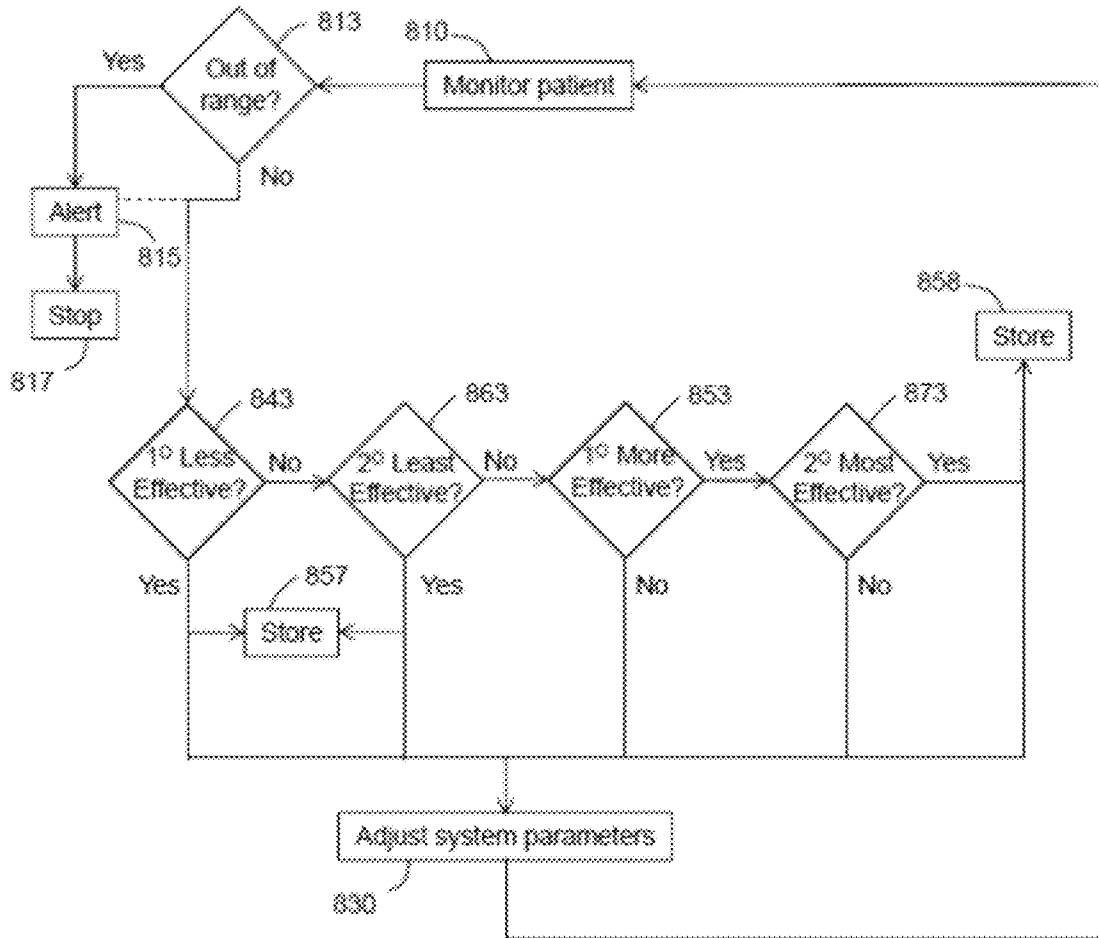 813
810
Yes
Out of
range?
Monitor patient
No
Alert
815
Stop
817
858
Store
843
863
853
873
1° Less
Effective?
No
2° Least
Effective?
No
1° More
Effective?
Yes
2° Most
Effective?
Yes
Yes
857
Store
Yes
No
No
Adjust system parameters
830